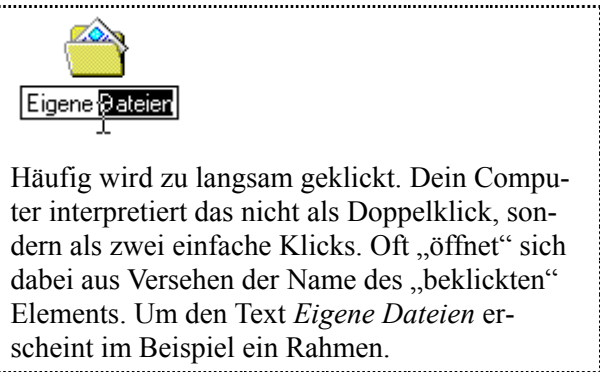 Eigene Dateien
Häufig wird zu langsam geklickt. Dein Compu-
ter interpretiert das nicht als Doppelklick, son-
dern als zwei einfache Klicks. Oft „öffnet“ sich
dabei aus Versehen der Name des „beklickten“
Elements. Um den Text Eigene Dateien er-
scheint im Beispiel ein Rahmen.